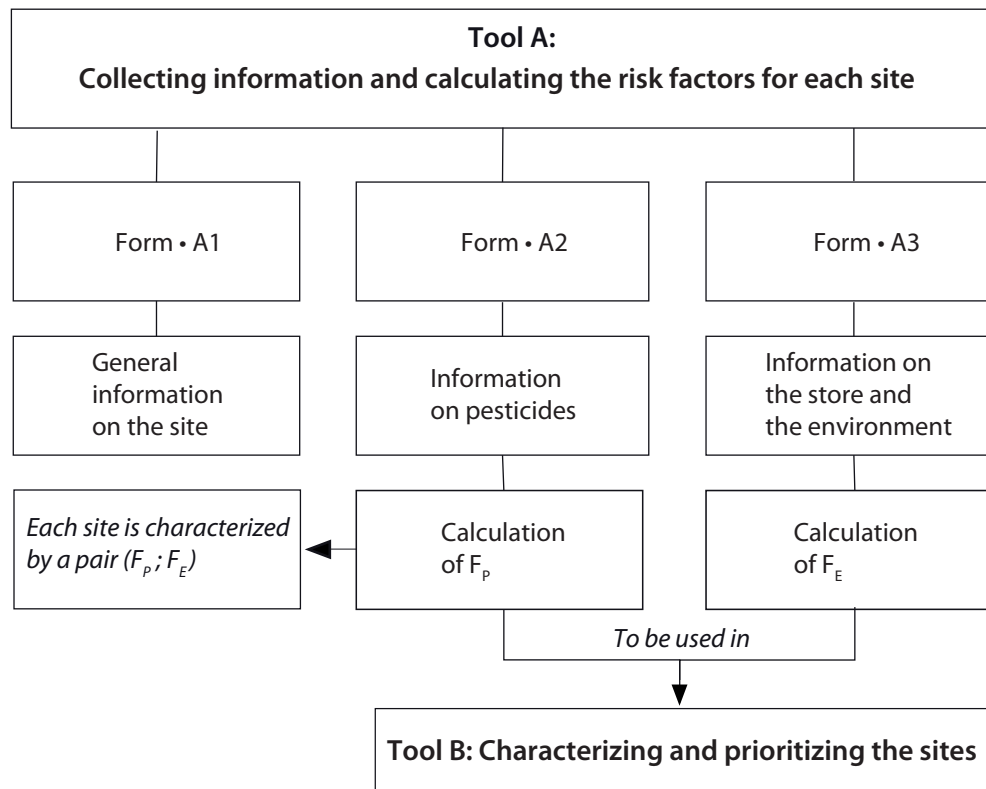 Tool A:
Collecting information and calculating the risk factors for each site
Form • A1
Form • A2
Form • A3
General
information
on the site
Information
on pesticides
Information on
the store and
the environment
Each site is characterized
by a pair (FP ; FE)
Calculation
of FP
Calculation
of FE
To be used in
Tool B: Characterizing and prioritizing the sites